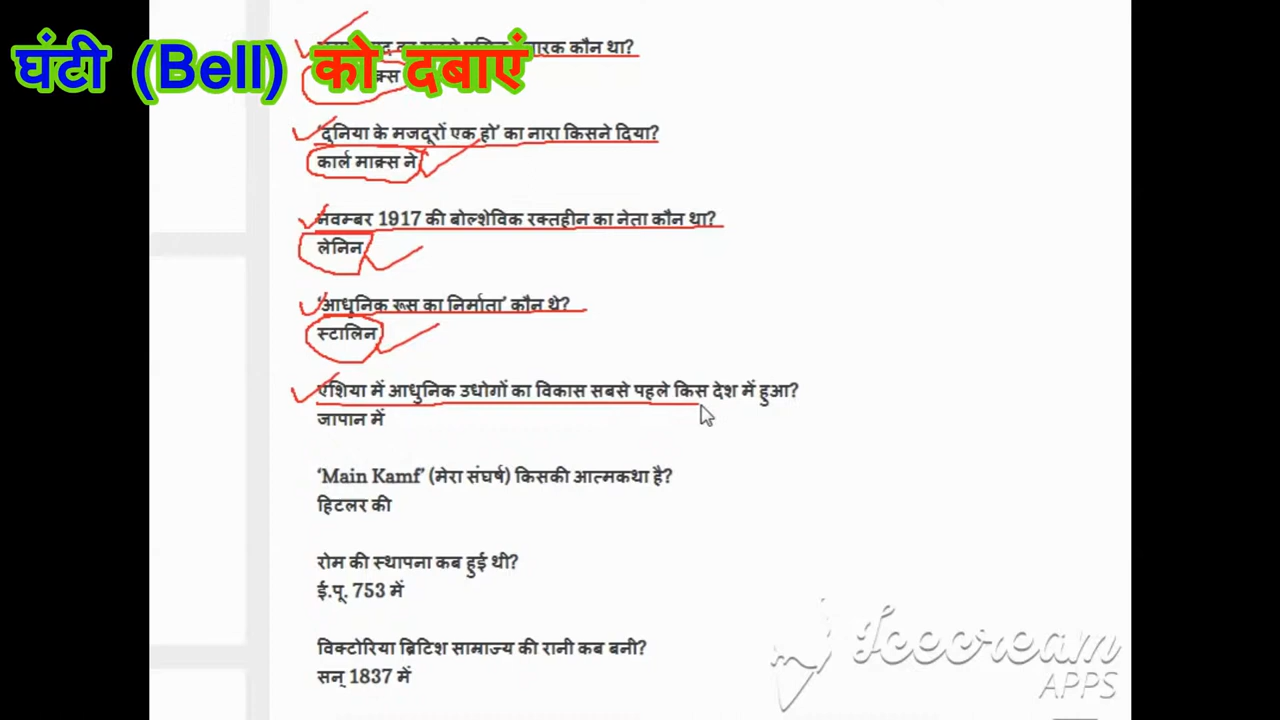 घंटी (Bell) को दबाएं
कौन था?
'दुनिया के मजदूरों एक हो' का नारा किसने दिया?
कार्ल माक्र्स ने
नवम्बर 1917 की बोल्शेविक रक्तहीन का नेता कौन था?
लेनिन
'आधुनिक रूस का निर्माता' कौन थे?
स्टालिन
एशिया में आधुनिक उधोगों का विकास सबसे पहले किस देश में हुआ?
जापान में
'Main Kamf' (मेरा संघर्ष) किसकी आत्मकथा है?
हिटलर की
रोम की स्थापना कब हुई थी?
ई.पू. 753 में
विक्टोरिया ब्रिटिश साम्राज्य की रानी कब बनी?
सन् 1837 में
Icecream
APPS